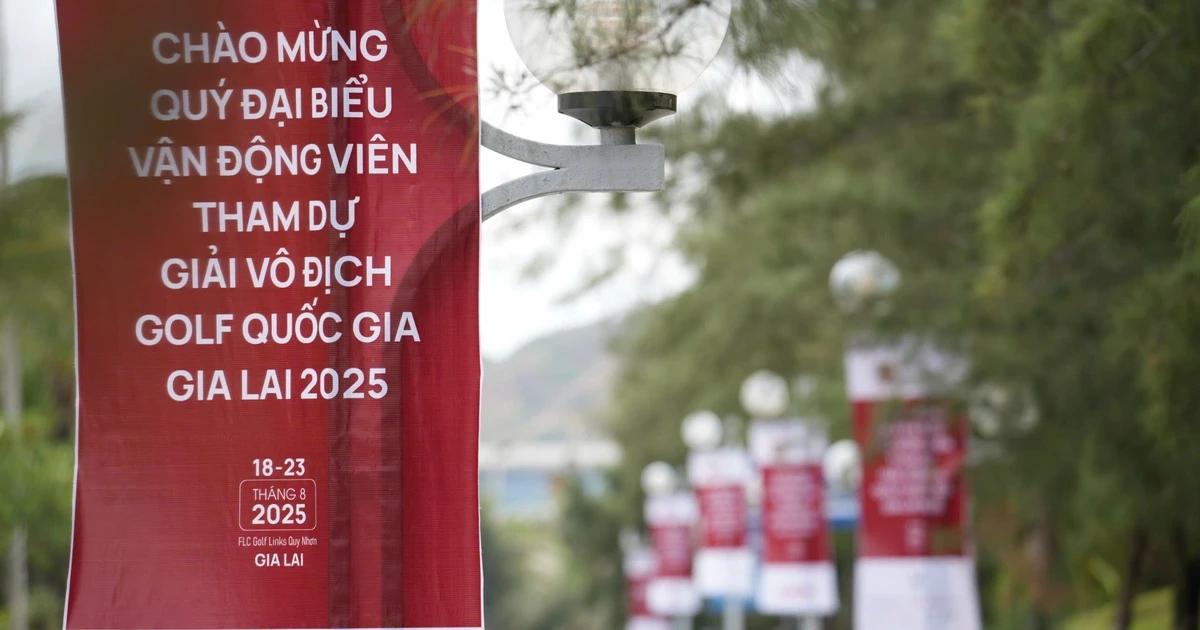 CHÀO MỪNG
QUÝ ĐẠI BIỂU
VẬN ĐỘNG VIÊN
THAM DỰ
GIẢI VÔ ĐỊCH
GOLF QUỐC GIA
GIA LAI 2025
18-23
THÁNG 8
2025
FLC Golf Links Quy Nhơn
GIA LAI